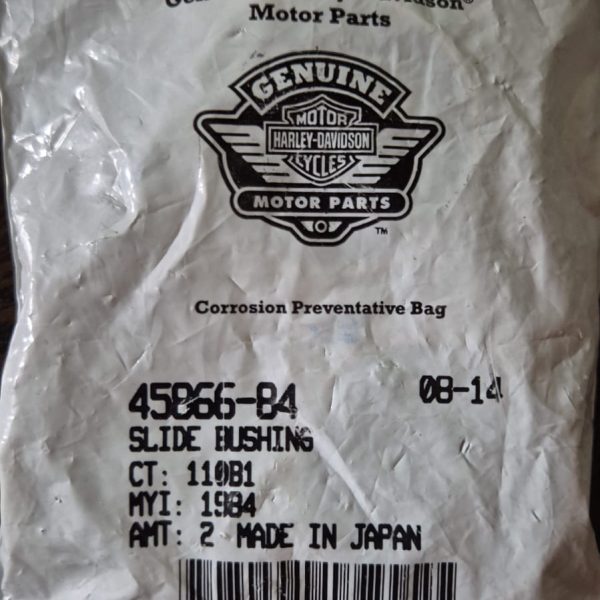 Motor Parts
GENUINE
MOTOR
HARLEY-DAVIDSON
CYCLES
MOTOR PARTS
TM
Corrosion Preventative Bag
45866-84 08-14
SLIDE BUSHING
CT: 110B1
MYI: 1984
AMT: 2 MADE IN JAPAN